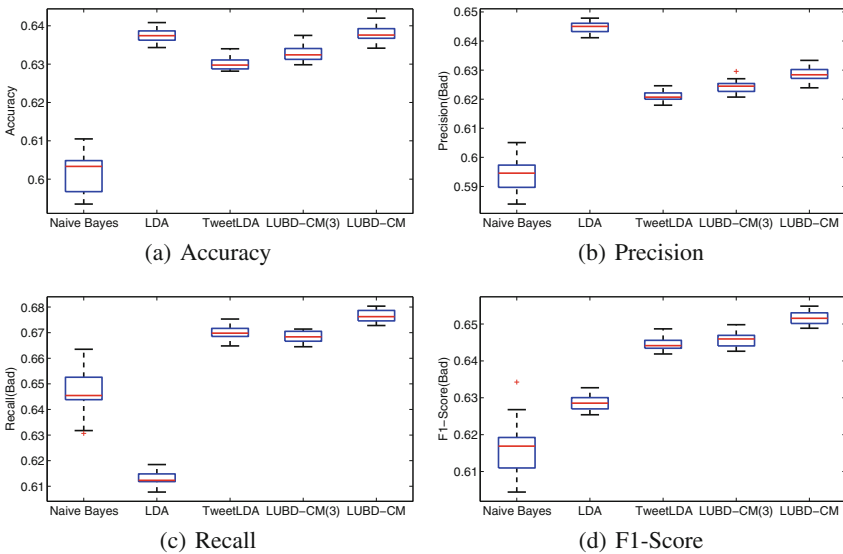 0.64
0.63
0.62
0.61
0.6
Accuracy
Naive Bayes LDA TweetLDA LUBD−CM(3) LUBD−CM
(a) Accuracy
0.65
0.64
0.63
0.62
0.61
0.6
0.59
Precision(Bad)
Naive Bayes LDA TweetLDA LUBD−CM(3) LUBD−CM
(b) Precision
0.68
0.67
0.66
0.65
0.64
0.63
0.62
0.61
Recall(Bad)
Naive Bayes LDA TweetLDA LUBD−CM(3) LUBD−CM
(c) Recall
0.65
0.64
0.63
0.62
0.61
F1−Score(Bad)
Naive Bayes LDA TweetLDA LUBD−CM(3) LUBD−CM
(d) F1-Score